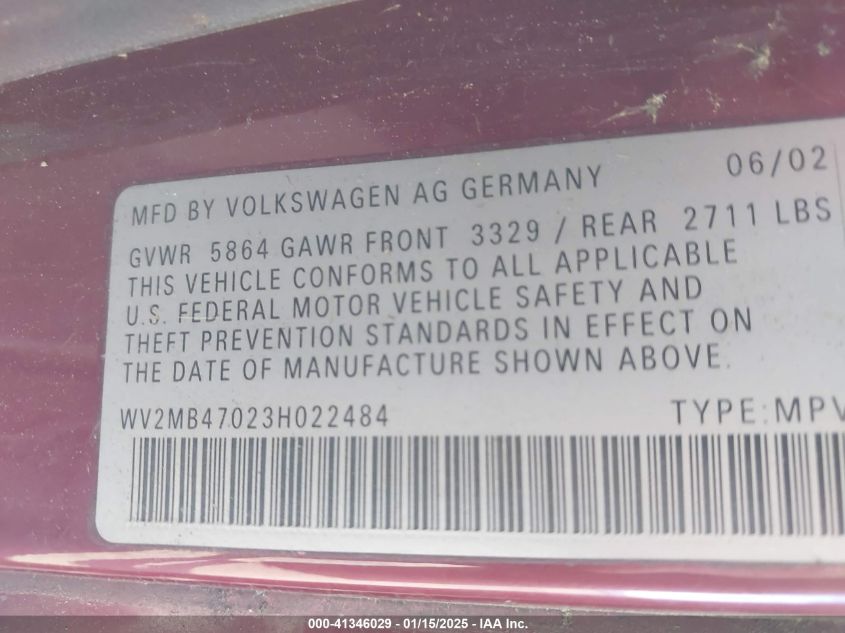 MFD BY VOLKSWAGEN AG GERMANY 06/02
GVWR 5864 GAWR FRONT 3329 / REAR 2711 LBS
THIS VEHICLE CONFORMS TO ALL APPLICABLE
U.S. FEDERAL MOTOR VEHICLE SAFETY AND
THEFT PREVENTION STANDARDS IN EFFECT ON
THE DATE OF MANUFACTURE SHOWN ABOVE.
WV2MB47023H022484 TYPE:MPV
000-41346029 - 01/15/2025 - IAA Inc.